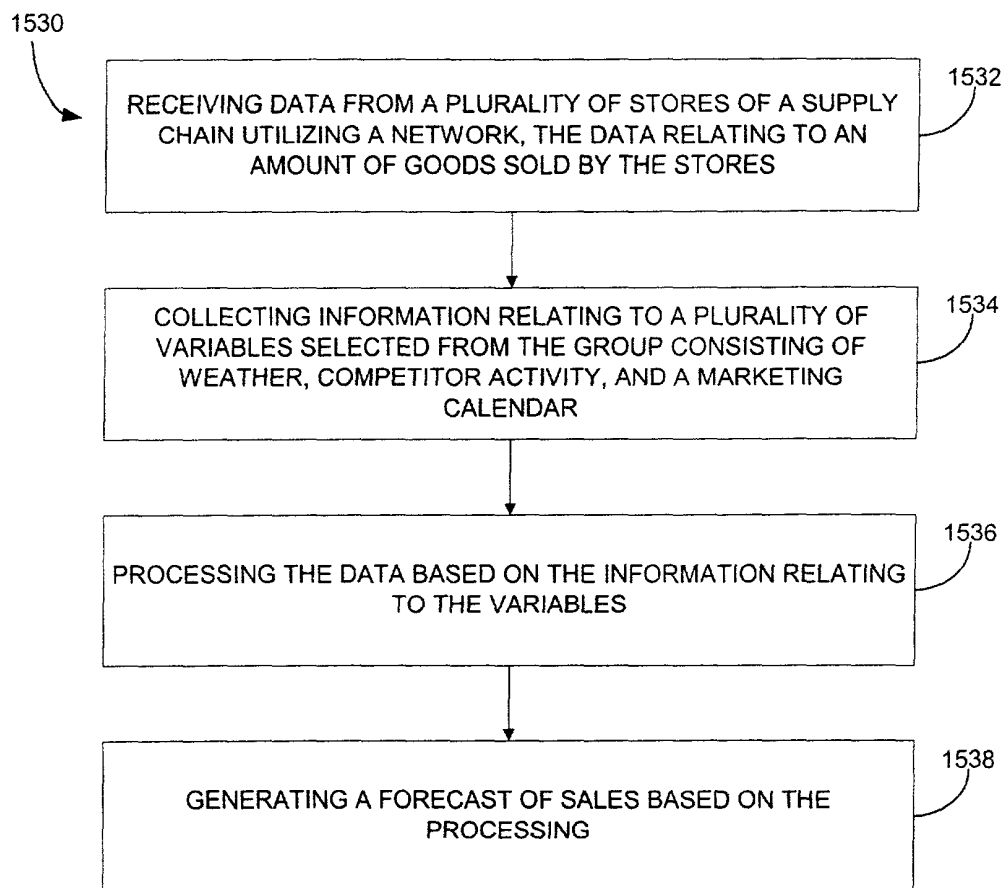 1530
1532
RECEIVING DATA FROM A PLURALITY OF STORES OF A SUPPLY
CHAIN UTILIZING A NETWORK, THE DATA RELATING TO AN
AMOUNT OF GOODS SOLD BY THE STORES
1534
COLLECTING INFORMATION RELATING TO A PLURALITY OF
VARIABLES SELECTED FROM THE GROUP CONSISTING OF
WEATHER, COMPETITOR ACTIVITY, AND A MARKETING
CALENDAR
1536
PROCESSING THE DATA BASED ON THE INFORMATION RELATING
TO THE VARIABLES
1538
GENERATING A FORECAST OF SALES BASED ON THE
PROCESSING